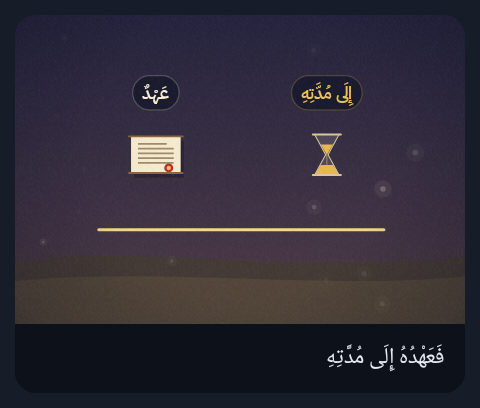 إِلَى مُدَّتِهِ
عَهْدٌ
فَعَهْدُهُ إِلَى مُدَّتِهِ